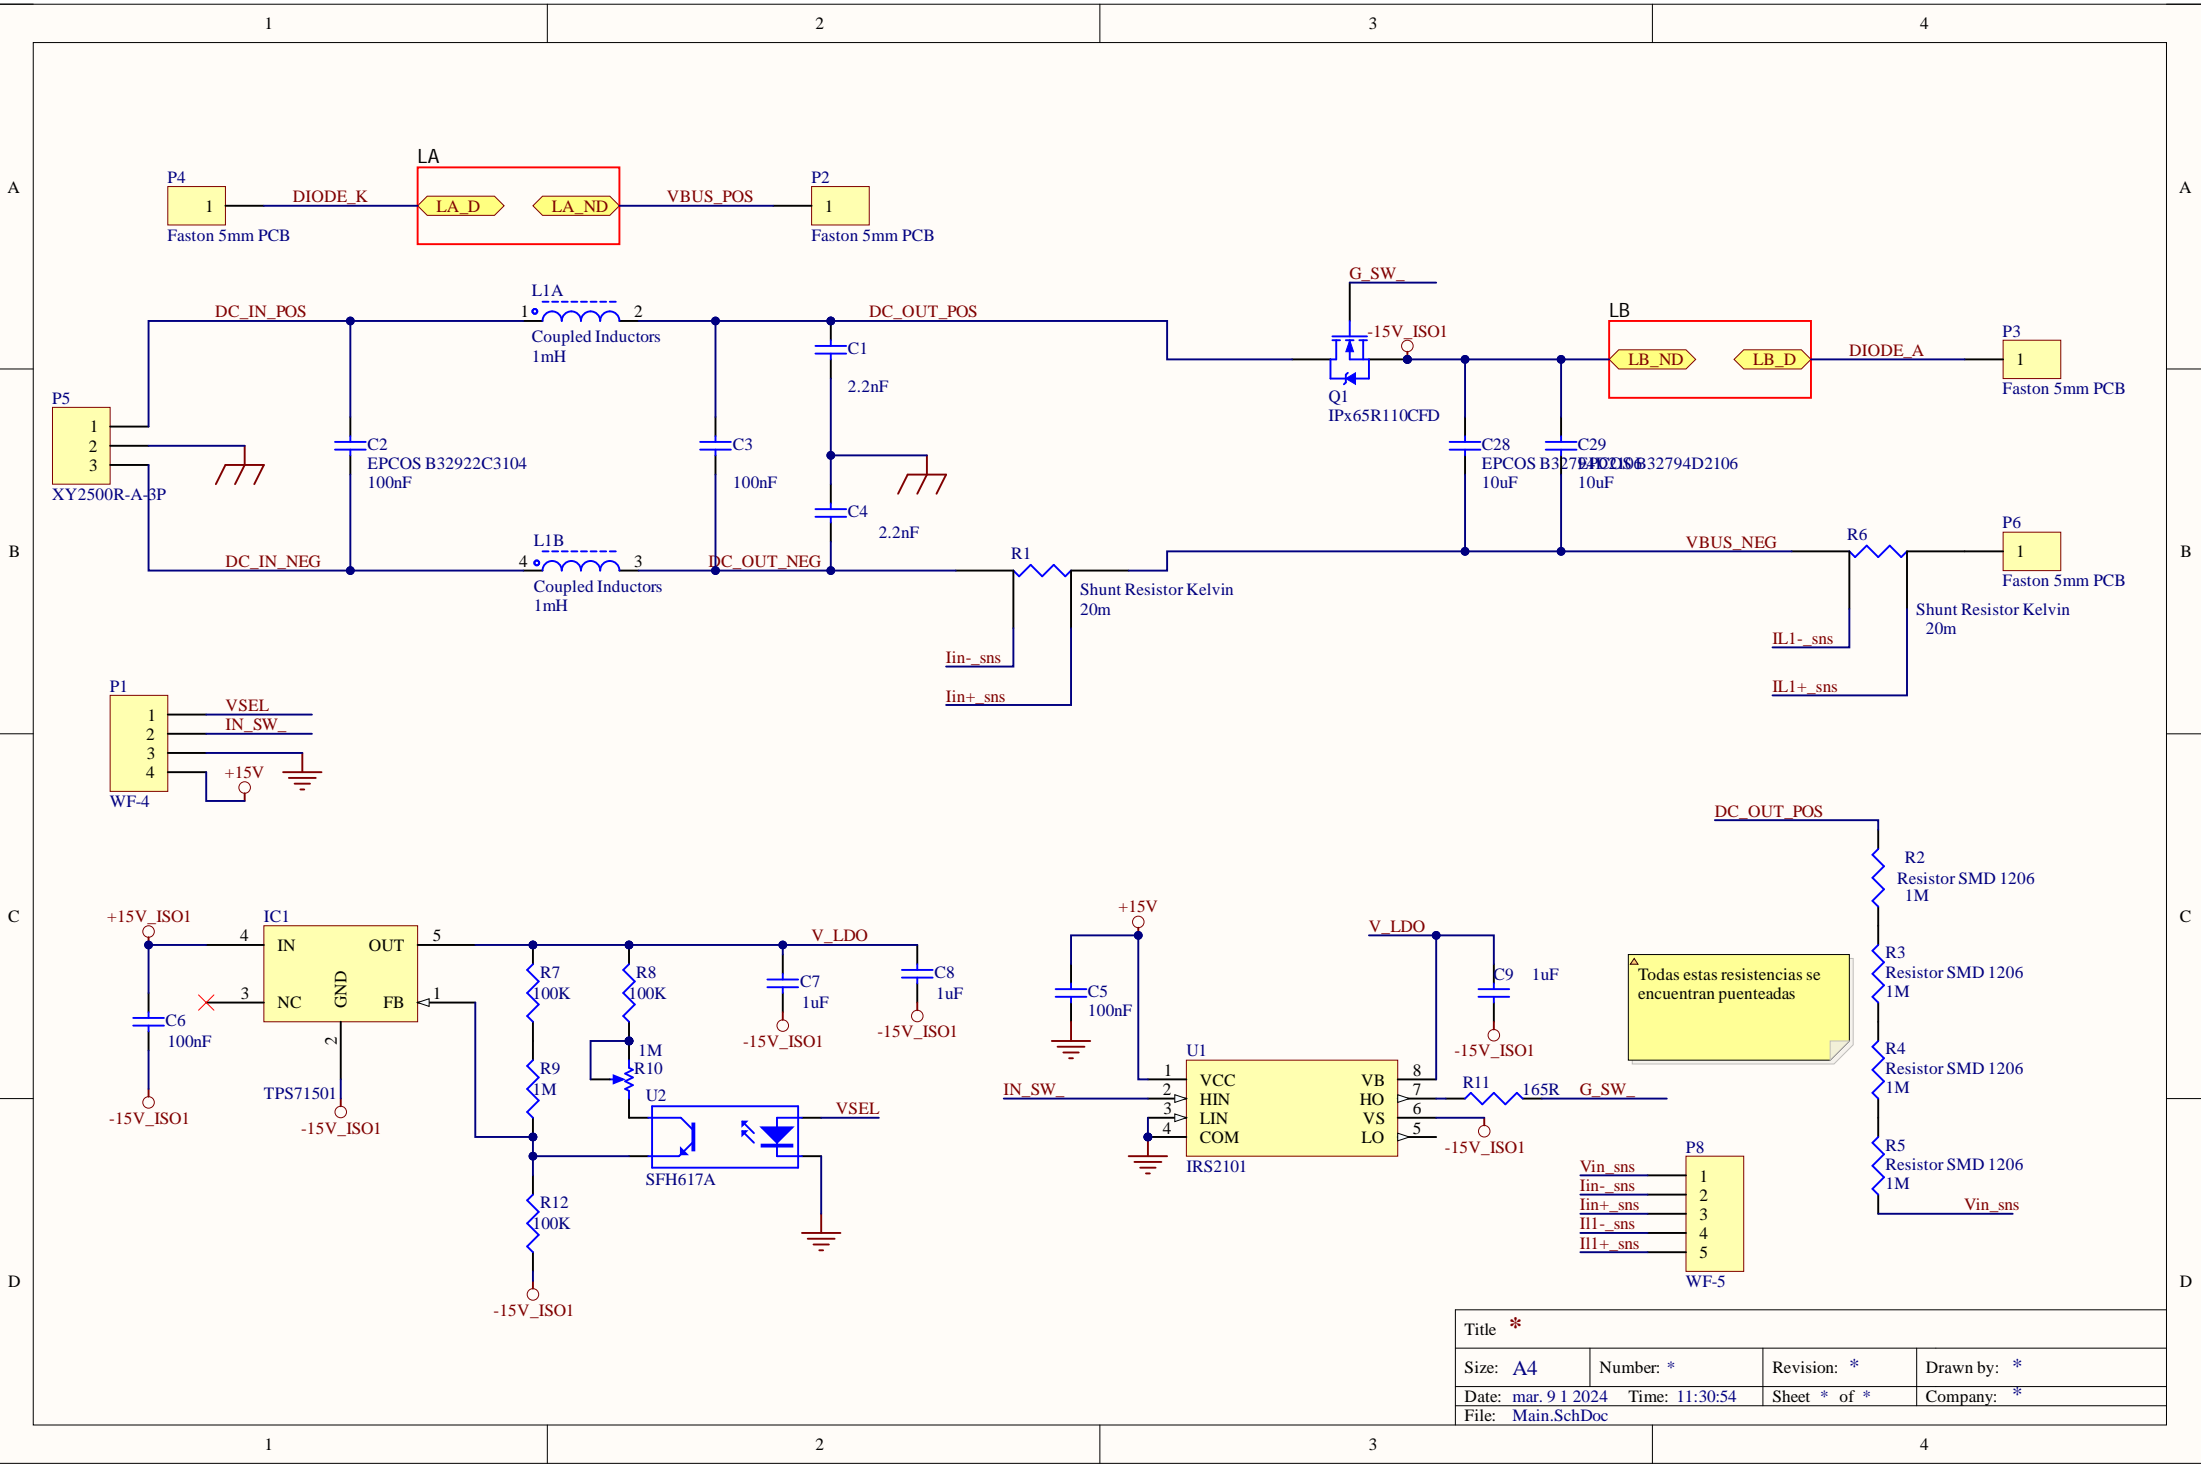 1
2
3
4
A
A
LA
P4
1
DIODE_K
LA_D
LA_ND
VBUS_POS
P2
1
Faston 5mm PCB
Faston 5mm PCB
G_SW_
DC_IN_POS
L1A
1
2
Coupled Inductors
1mH
DC_OUT_POS
C1
2.2nF
-15V_ISO1
Q1
IPx65R110CFD
LB
LB_ND
LB_D
DIODE_A
P3
1
Faston 5mm PCB
P5
1
2
3
XY2500R-A-3P
C2
EPCOS B32922C3104
100nF
C3
100nF
C4
2.2nF
C28
EPCOS B32794D2106
10uF
C29
EPCOS B32794D2106
10uF
B
B
DC_IN_NEG
L1B
4
3
Coupled Inductors
1mH
DC_OUT_NEG
R1
Shunt Resistor Kelvin
20m
Iin-_sns
Iin+_sns
VBUS_NEG
R6
P6
1
Faston 5mm PCB
Shunt Resistor Kelvin
20m
IL1-_sns
IL1+_sns
P1
1
2
3
4
VSEL
IN_SW_
+15V
WF-4
DC_OUT_POS
R2
Resistor SMD 1206
1M
R3
Resistor SMD 1206
1M
R4
Resistor SMD 1206
1M
R5
Resistor SMD 1206
1M
Vin_sns
C
C
+15V_ISO1
IC1
4
IN
OUT
5
3
NC
GND
FB
1
2
TPS71501
-15V_ISO1
C6
100nF
-15V_ISO1
V_LDO
R7
100K
R8
100K
C7
1uF
-15V_ISO1
C8
1uF
-15V_ISO1
R9
1M
1M
R10
U2
VSEL
SFH617A
R12
100K
-15V_ISO1
+15V
C5
100nF
V_LDO
C9
1uF
-15V_ISO1
U1
IN_SW_
1
VCC
VB
8
2
HIN
HO
7
3
LIN
VS
6
4
COM
LO
5
IRS2101
R11
165R
G_SW_
-15V_ISO1
Todas estas resistencias se
encuentran puenteadas
P8
Vin_sns
1
Iin-_sns
2
Iin+_sns
3
Il1-_sns
4
Il1+_sns
5
WF-5
D
D
Title *
Size: A4 Number: * Revision: * Drawn by: *
Date: mar. 9 1 2024 Time: 11:30:54 Sheet * of * Company: *
File: Main.SchDoc
1
2
3
4